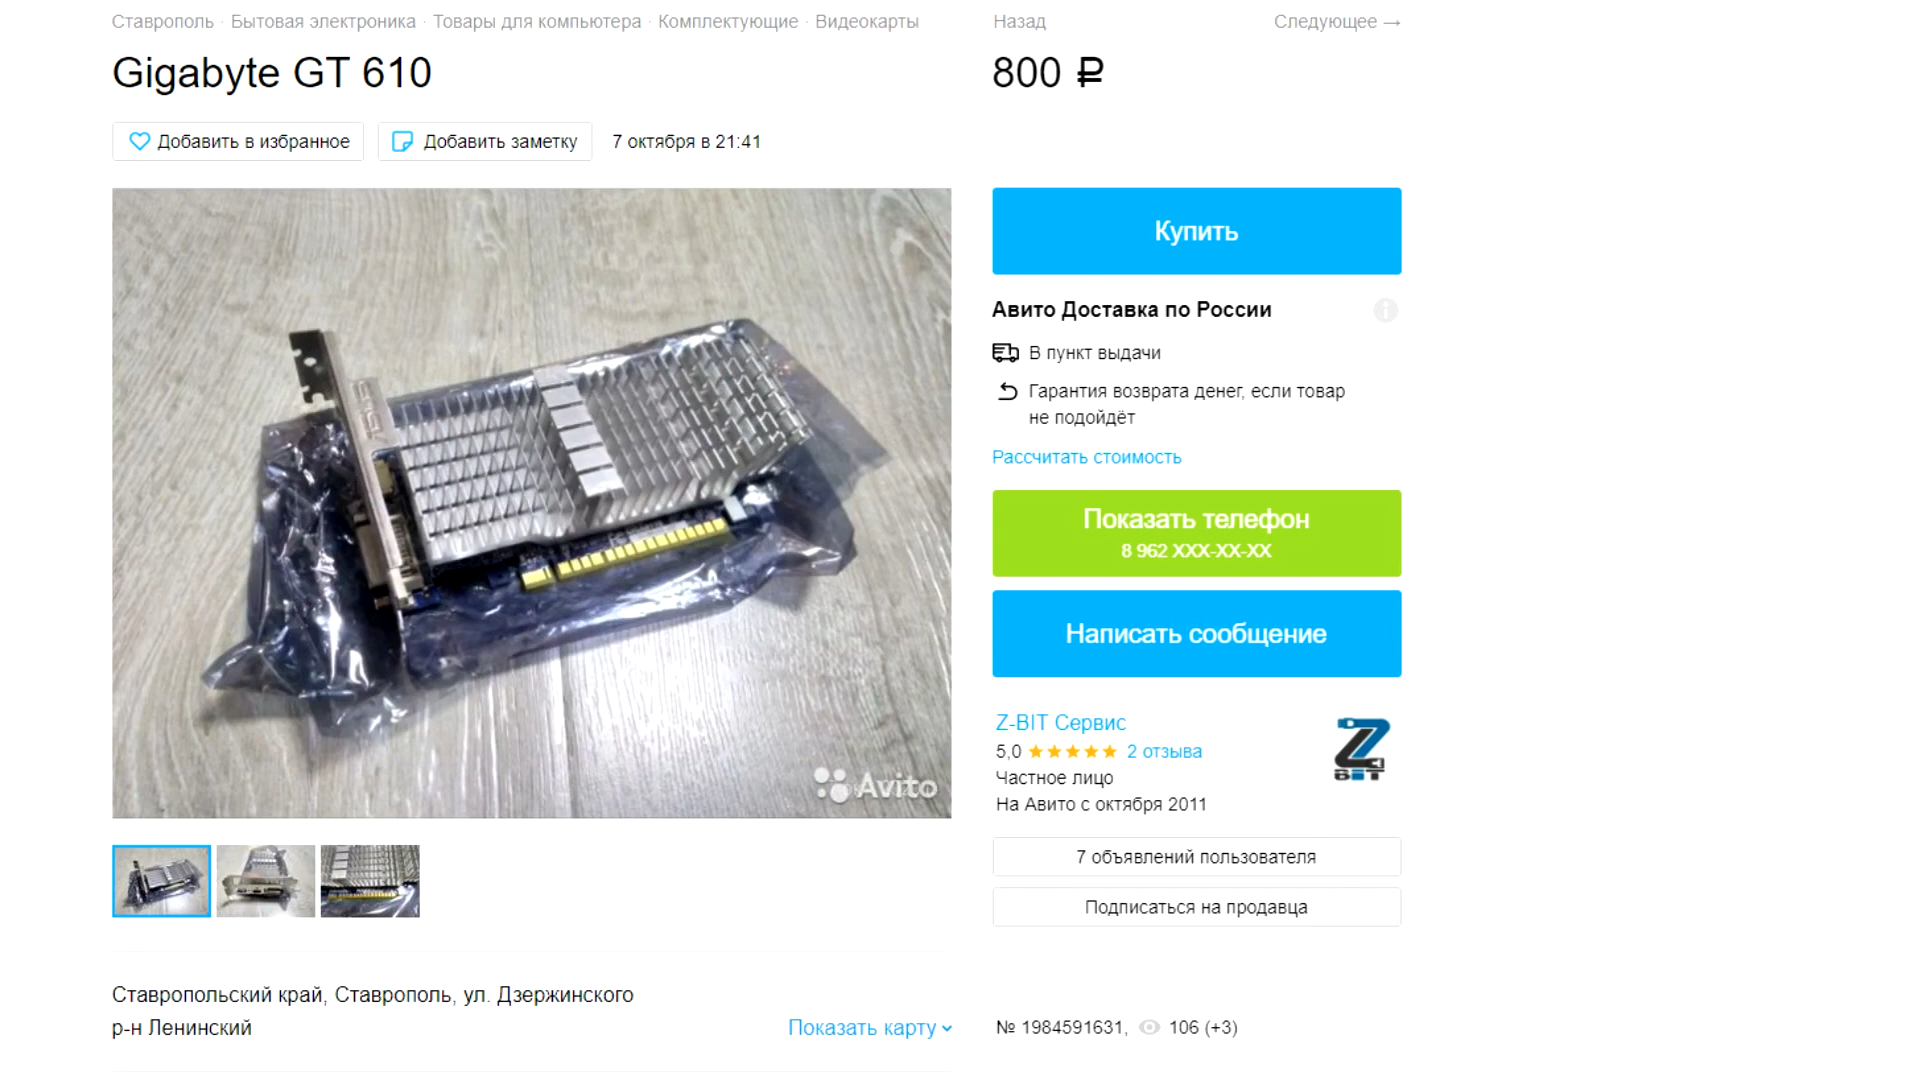 Ставрополь · Бытовая электроника · Товары для компьютера · Комплектующие · Видеокарты
Назад
Следующее →
Gigabyte GT 610
800 ₽
Добавить в избранное
Добавить заметку
7 октября в 21:41
Купить
Авито Доставка по России
В пункт выдачи
Гарантия возврата денег, если товар
не подойдёт
Рассчитать стоимость
Показать телефон
8 962 XXX-XX-XX
Написать сообщение
ASUS
Avito
Z-BIT Сервис
5,0
2 отзыва
Частное лицо
На Авито с октября 2011
Z
BIT
7 объявлений пользователя
Подписаться на продавца
Ставропольский край, Ставрополь, ул. Дзержинского
р-н Ленинский
Показать карту
№ 1984591631,
106 (+3)